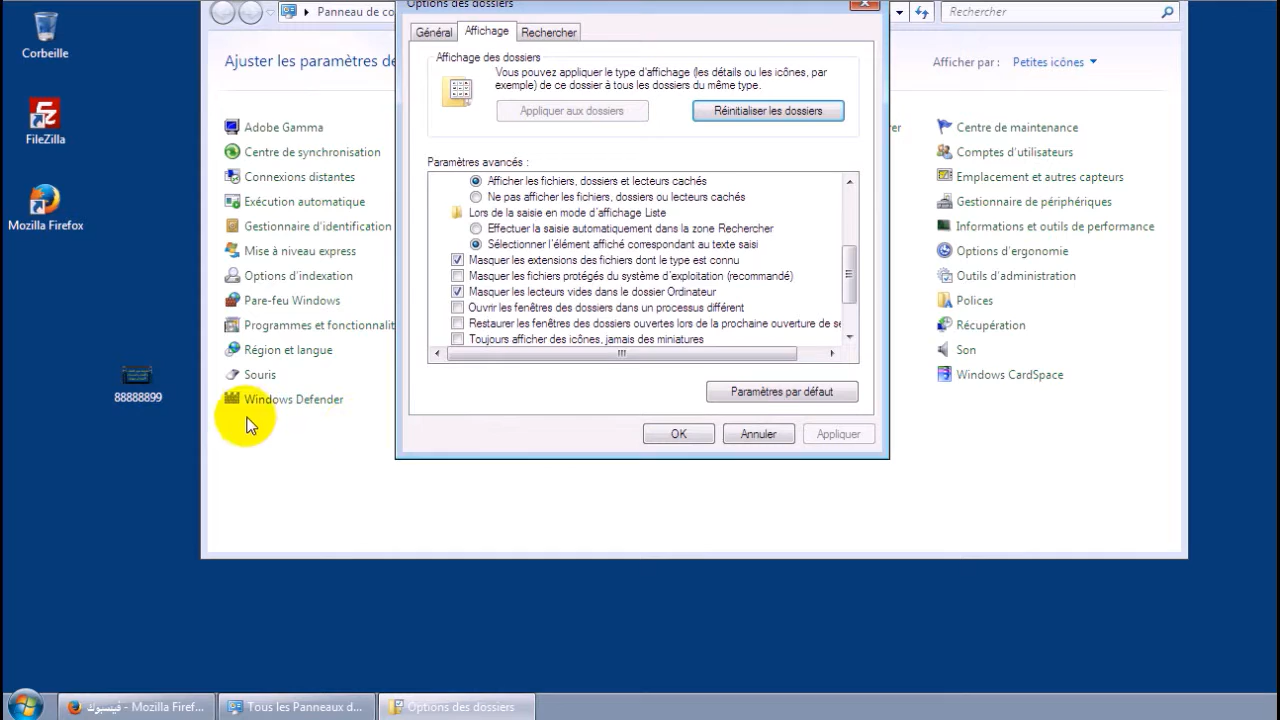 Corbeille
FileZilla
Mozilla Firefox
88888899
Panneau de co
Rechercher
Ajuster les paramètres de
Afficher par : Petites icônes
Adobe Gamma
Centre de synchronisation
Connexions distantes
Exécution automatique
Gestionnaire d'identification
Mise à niveau express
Options d'indexation
Pare-feu Windows
Programmes et fonctionnalit
Région et langue
Souris
Windows Defender
Options des dossiers
Général
Affichage
Rechercher
Affichage des dossiers
Vous pouvez appliquer le type d'affichage (les détails ou les icônes, par
exemple) de ce dossier à tous les dossiers du même type.
Appliquer aux dossiers
Réinitialiser les dossiers
Paramètres avancés :
Afficher les fichiers, dossiers et lecteurs cachés
Ne pas afficher les fichiers, dossiers ou lecteurs cachés
Lors de la saisie en mode d'affichage Liste
Effectuer la saisie automatiquement dans la zone Rechercher
Sélectionner l'élément affiché correspondant au texte saisi
Masquer les extensions des fichiers dont le type est connu
Masquer les fichiers protégés du système d'exploitation (recommandé)
Masquer les lecteurs vides dans le dossier Ordinateur
Ouvrir les fenêtres des dossiers dans un processus différent
Restaurer les fenêtres des dossiers ouvertes lors de la prochaine ouverture de se
Toujours afficher des icônes, jamais des miniatures
Paramètres par défaut
OK
Annuler
Appliquer
er
Centre de maintenance
Comptes d'utilisateurs
Emplacement et autres capteurs
Gestionnaire de périphériques
Informations et outils de performance
Options d'ergonomie
Outils d'administration
Polices
Récupération
Son
Windows CardSpace
فيسبوك - Mozilla Firef...
Tous les Panneaux d...
Options des dossiers